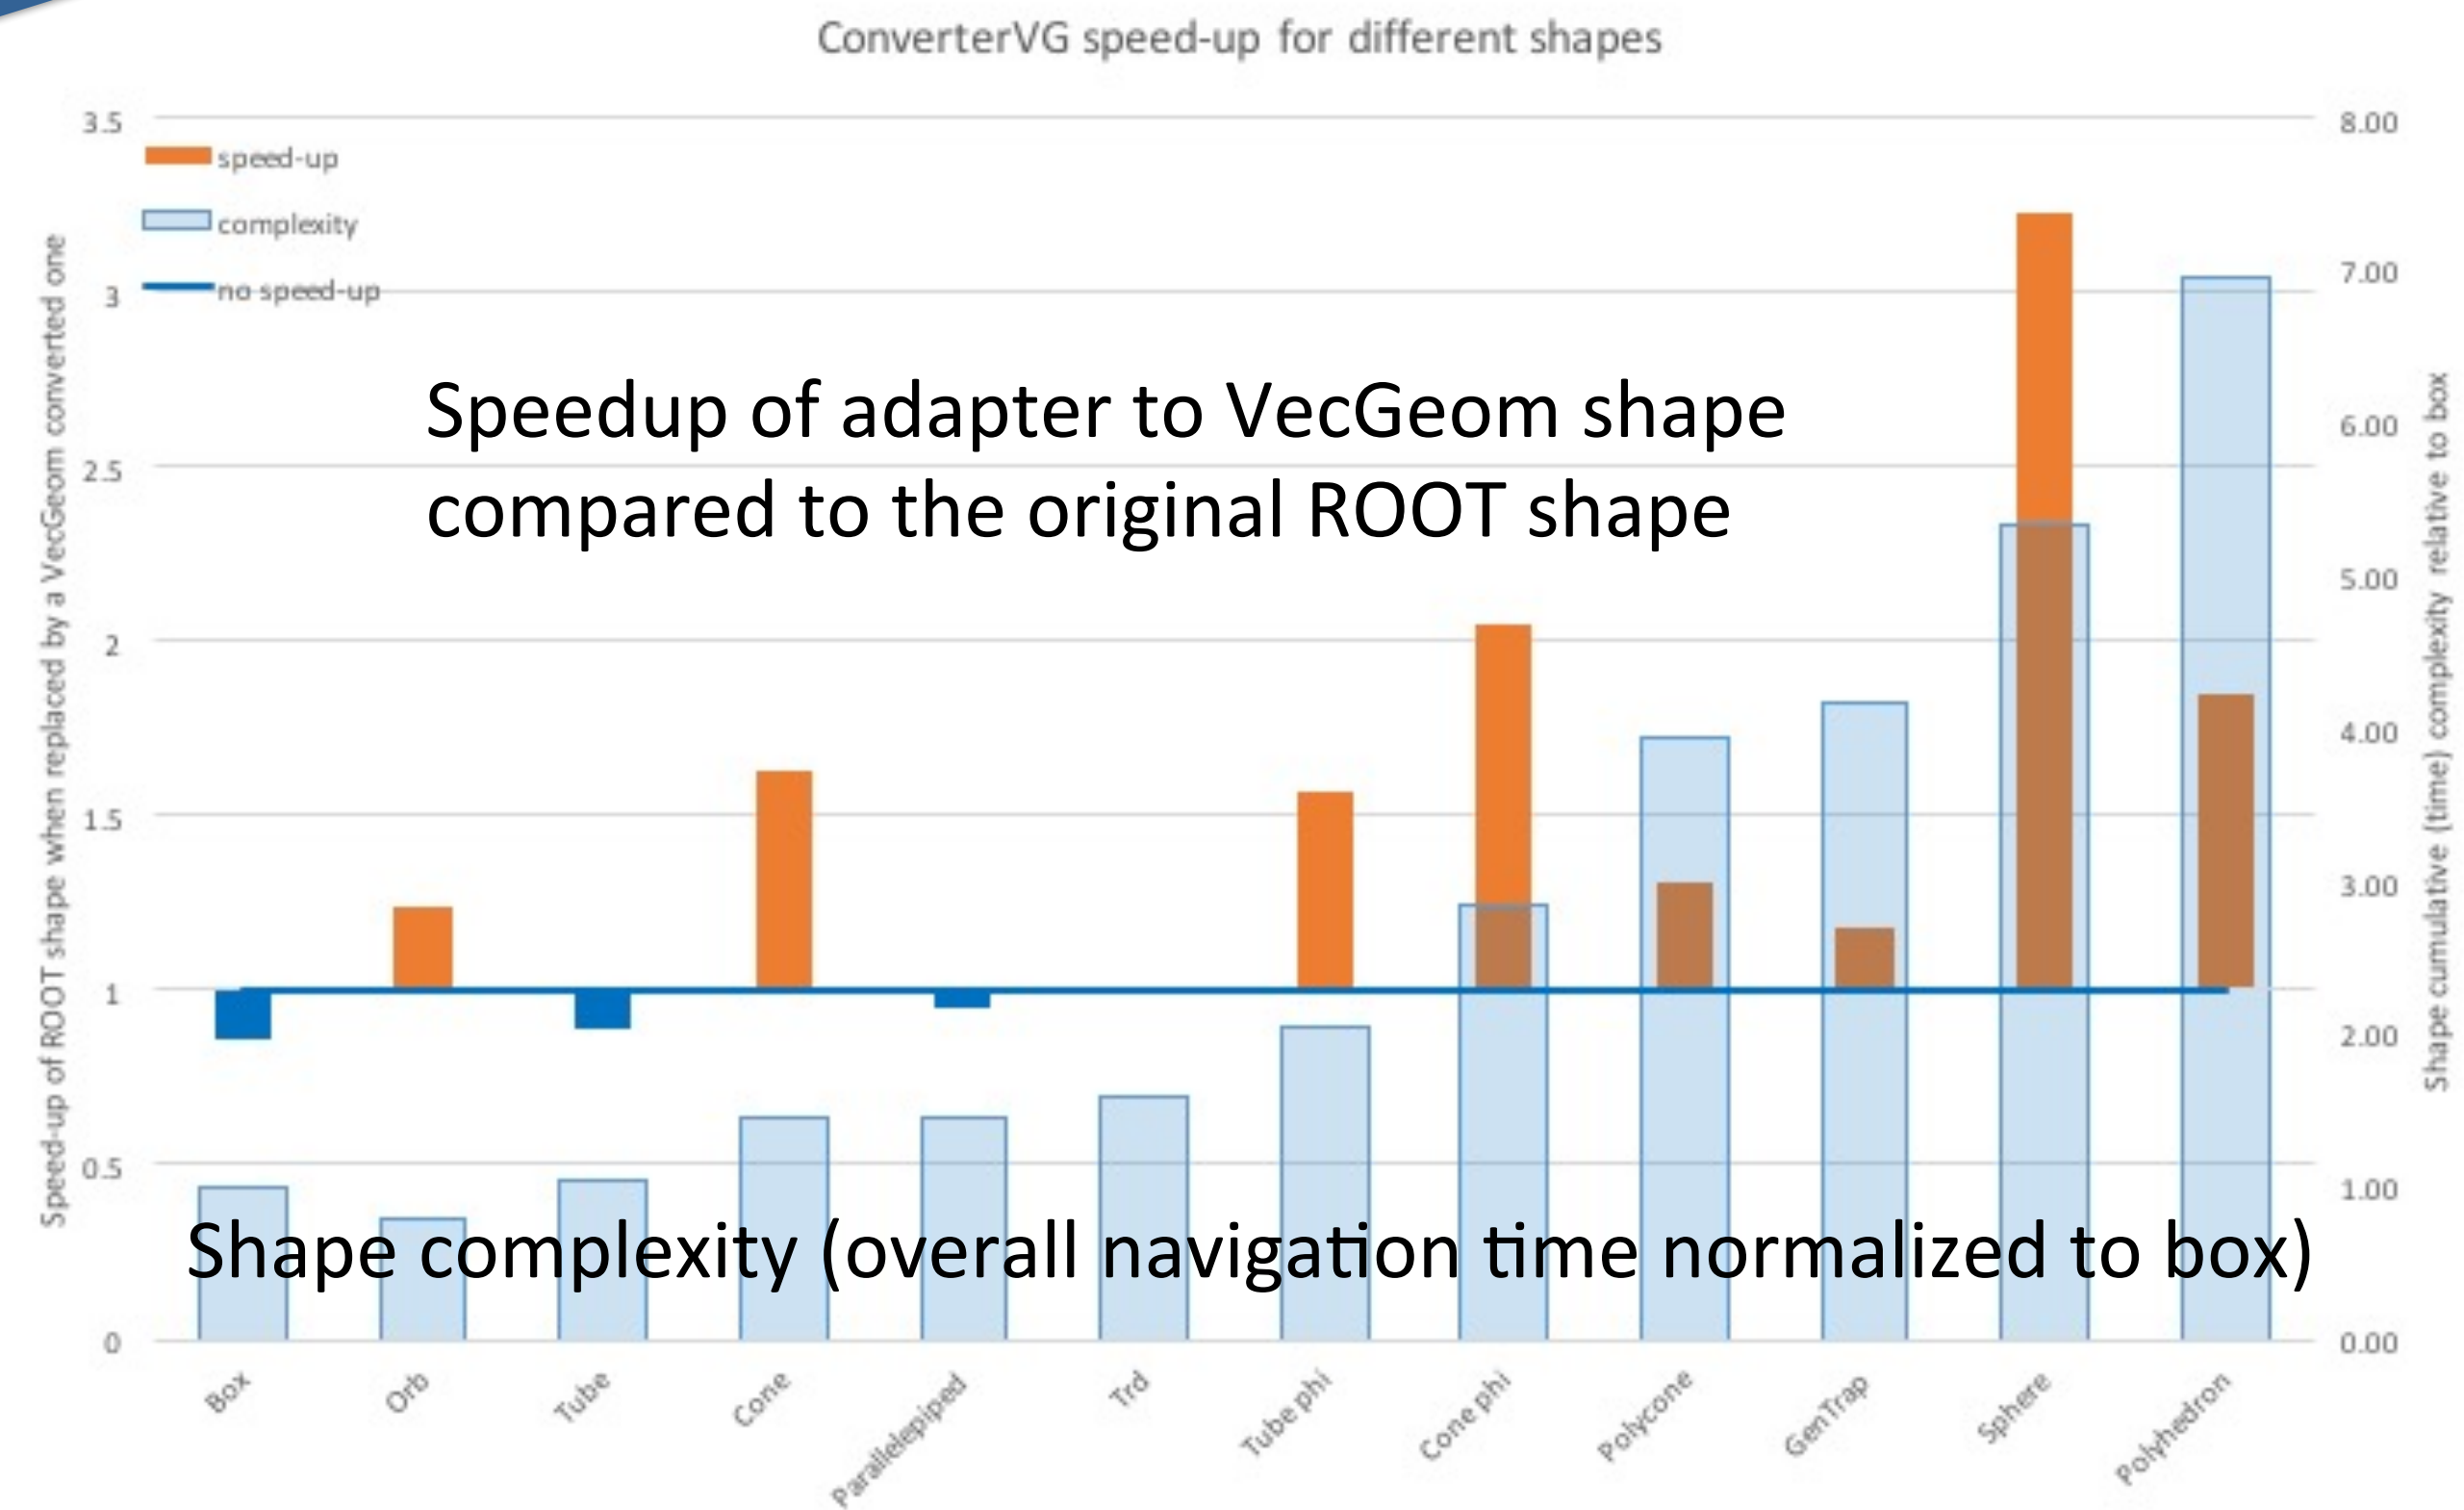 ConverterVG speed-up for different shapes
3.5
3
2.5
2
1.5
1
0.5
0
Speed-up of ROOT shape when replaced by a VecGeom converted one
speed-up
complexity
no speed-up
Speedup of adapter to VecGeom shape
compared to the original ROOT shape
Shape complexity (overall navigation time normalized to box)
8.00
7.00
6.00
5.00
4.00
3.00
2.00
1.00
0.00
Shape cumulative (time) complexity relative to box
Box
Orb
Tube
Cone
Parallelepiped
Trd
Tube phi
Cone phi
Polycone
GenTrap
Sphere
Polyhedron